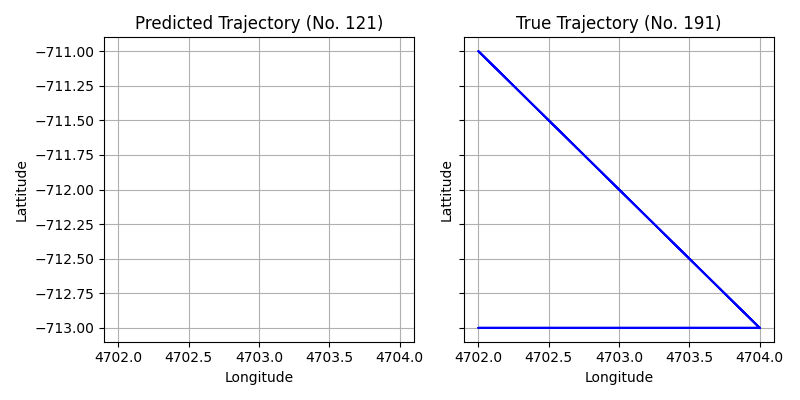 Predicted Trajectory (No. 121)
True Trajectory (No. 191)
−711.00
−711.25
−711.50
−711.75
−712.00
−712.25
−712.50
−712.75
−713.00
Lattitude
Lattitude
4702.0 4702.5 4703.0 4703.5 4704.0
4702.0 4702.5 4703.0 4703.5 4704.0
Longitude
Longitude